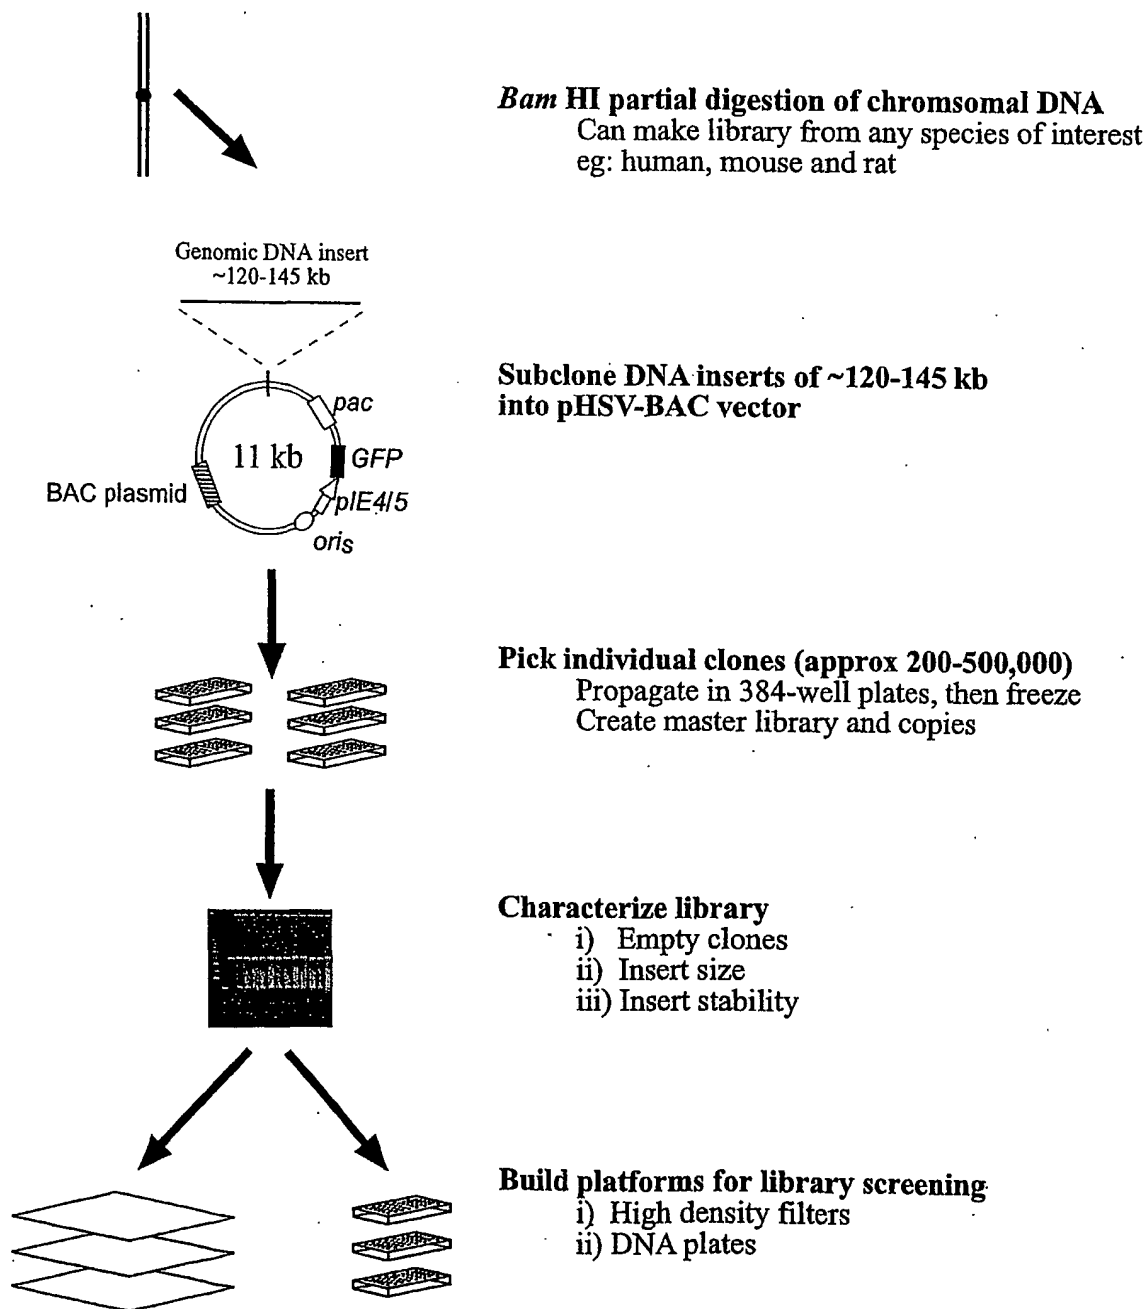 Bam HI partial digestion of chromsomal DNA
Can make library from any species of interest
eg: human, mouse and rat
Genomic DNA insert
~120-145 kb
Subclone DNA inserts of ~120-145 kb
into pHSV-BAC vector
pac
11 kb
GFP
BAC plasmid
pIE4/5
oris
Pick individual clones (approx 200-500,000)
Propagate in 384-well plates, then freeze
Create master library and copies
Characterize library
i) Empty clones
ii) Insert size
iii) Insert stability
Build platforms for library screening
i) High density filters
ii) DNA plates